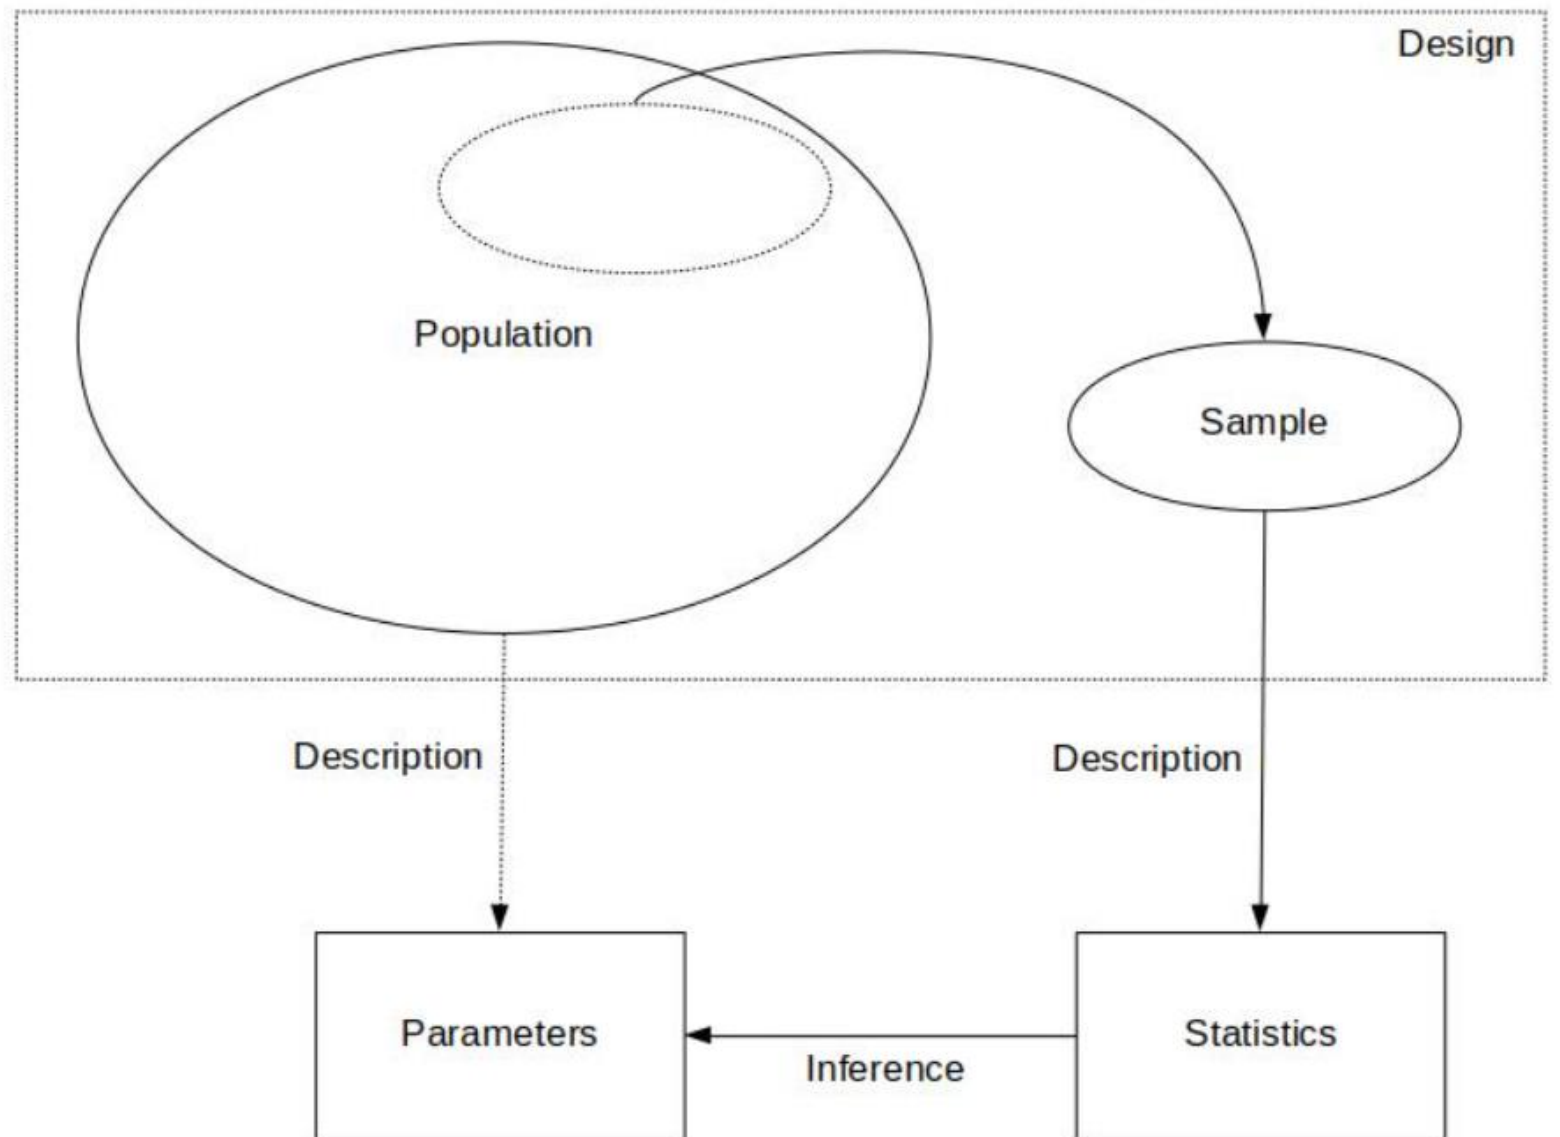 Design
Population
Sample
Description
Description
Parameters
Statistics
Inference